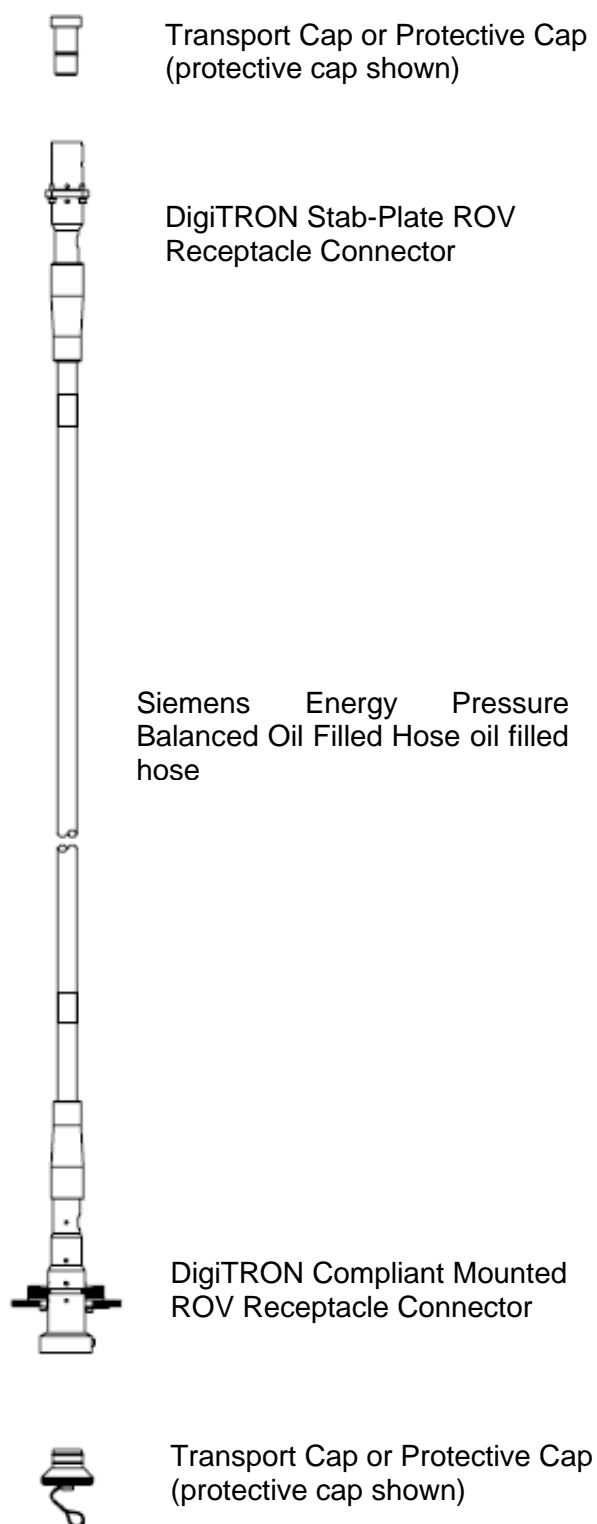 Transport Cap or Protective Cap
(protective cap shown)
DigiTRON Stab-Plate ROV
Receptacle Connector
Siemens Energy Pressure
Balanced Oil Filled Hose oil filled
hose
DigiTRON Compliant Mounted
ROV Receptacle Connector
Transport Cap or Protective Cap
(protective cap shown)